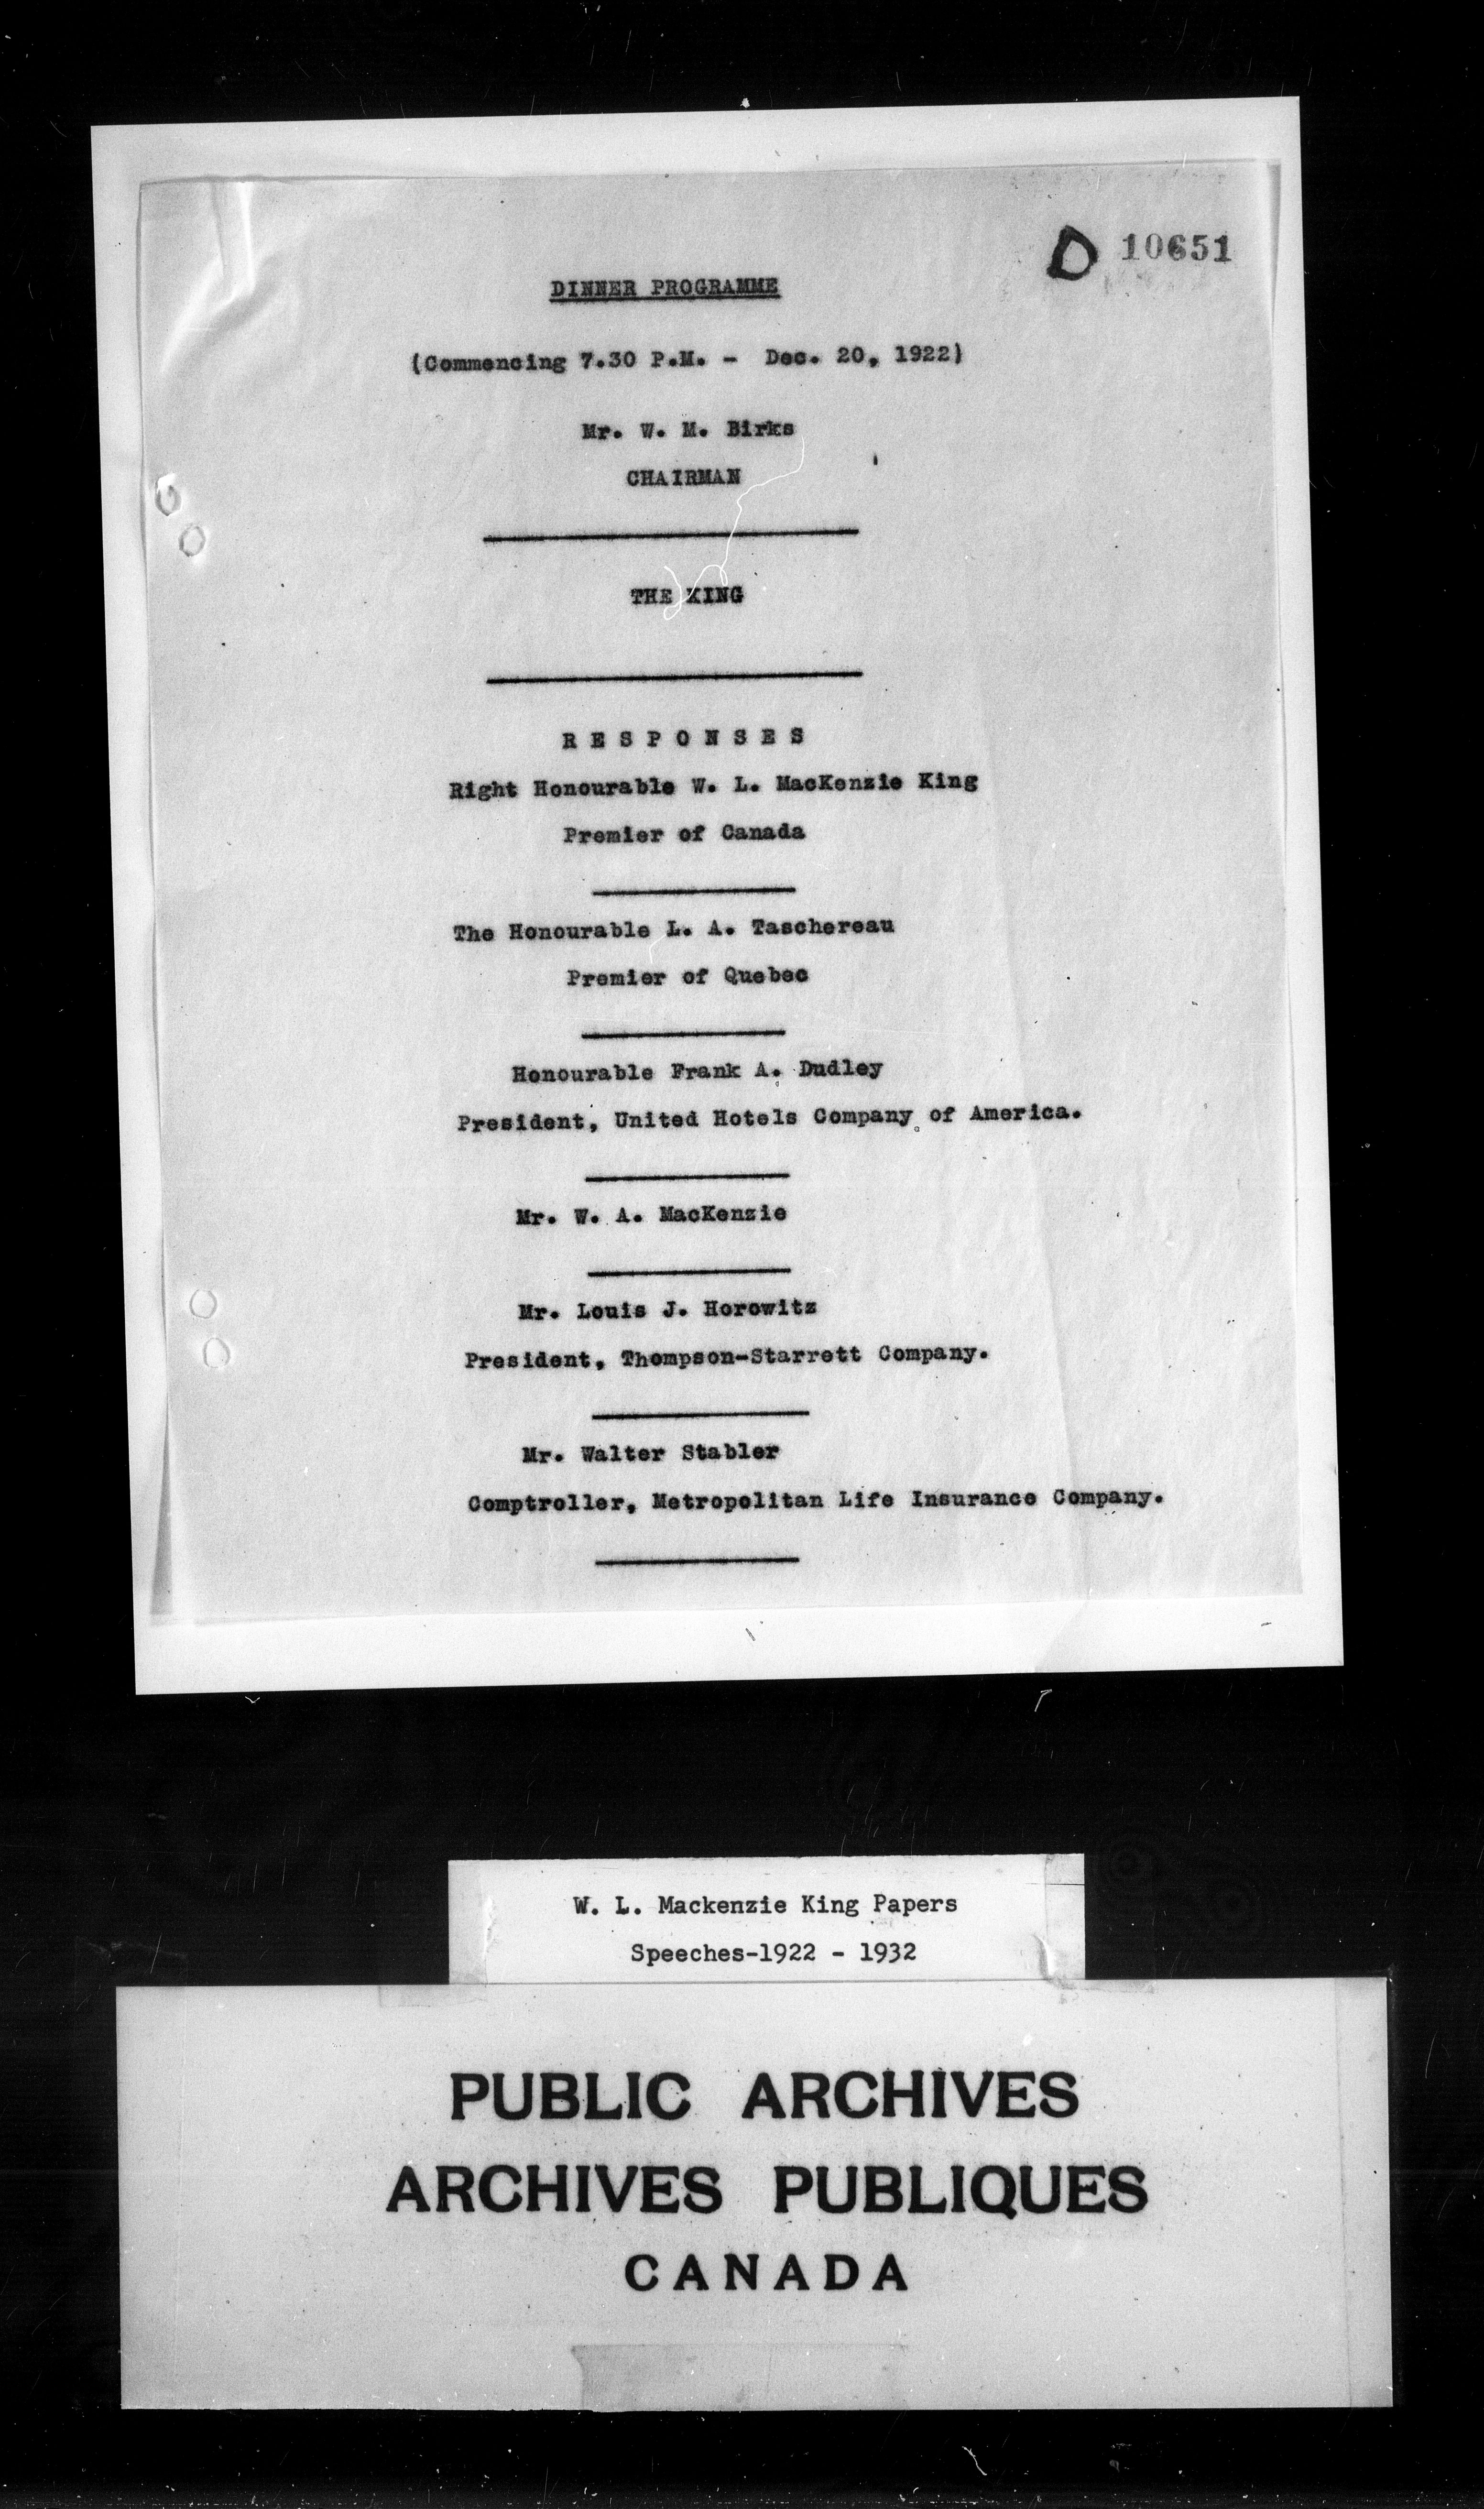 D 10651
DINNER PROGRAMME
(Commencing 7.30 P.M. - Dec. 20, 1922)
Mr. W. M. Birks
CHAIRMAN
THE KING
RESPONSES
Right Honourable W. L. MacKenzie King
Premier of Canada
The Honourable L. A. Taschereau
Premier of Quebec
Honourable Frank A. Dudley
President, United Hotels Company of America.
Mr. W. A. MacKenzie
Mr. Louis J. Horowitz
President, Thompson-Starrett Company.
Mr. Walter Stabler
Comptroller, Metropolitan Life Insurance Company.
W. L. Mackenzie King Papers
Speeches-1922 - 1932
PUBLIC ARCHIVES
ARCHIVES PUBLIQUES
CANADA